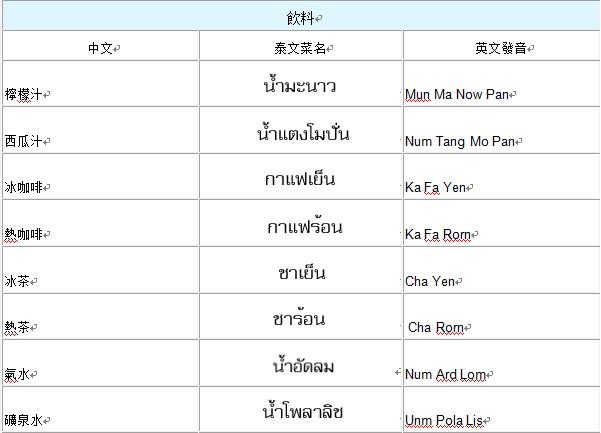 飲料
中文 泰文菜名 英文發音
檸檬汁 น้ำมะนาว Mun Ma Now Pan
西瓜汁 น้ำแตงโมปั่น Num Tang Mo Pan
冰咖啡 กาแฟเย็น Ka Fa Yen
熱咖啡 กาแฟร้อน Ka Fa Rorn
冰茶 ชาเย็น Cha Yen
熱茶 ชาร้อน Cha Rorn
氣水 น้ำอัดลม Num Ard Lom
礦泉水 น้ำโพลาลิช Unm Pola Lis